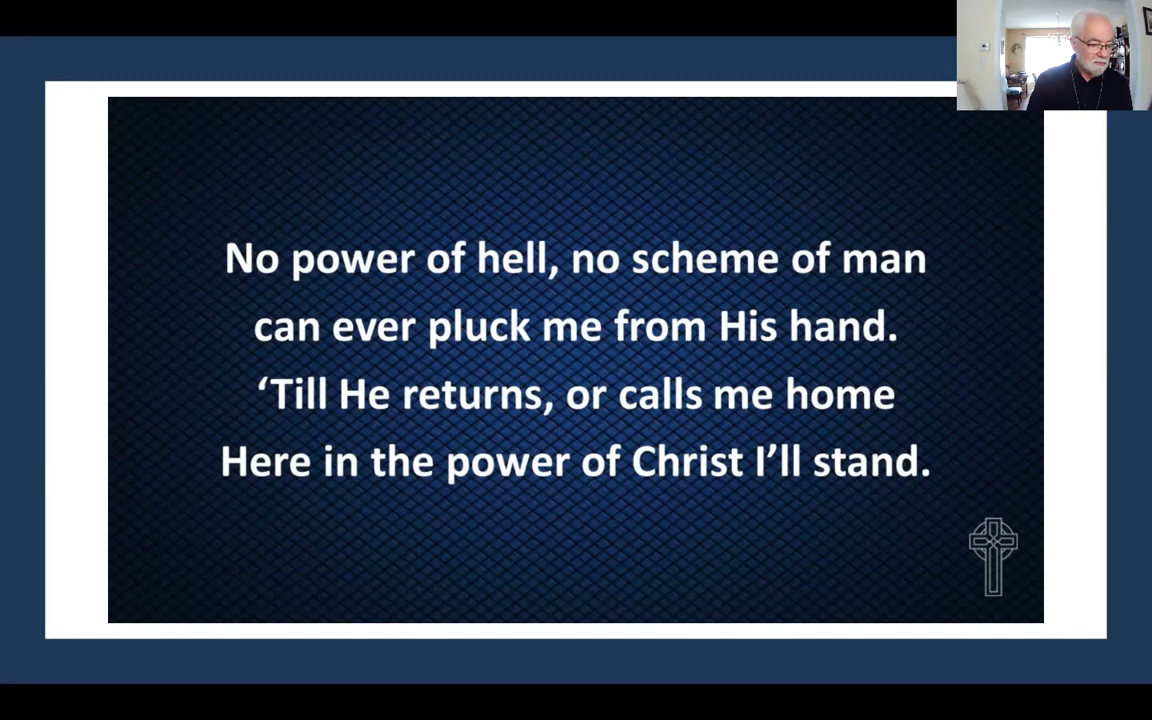 No power of hell, no scheme of man
can ever pluck me from His hand.
‘Till He returns, or calls me home
Here in the power of Christ I’ll stand.